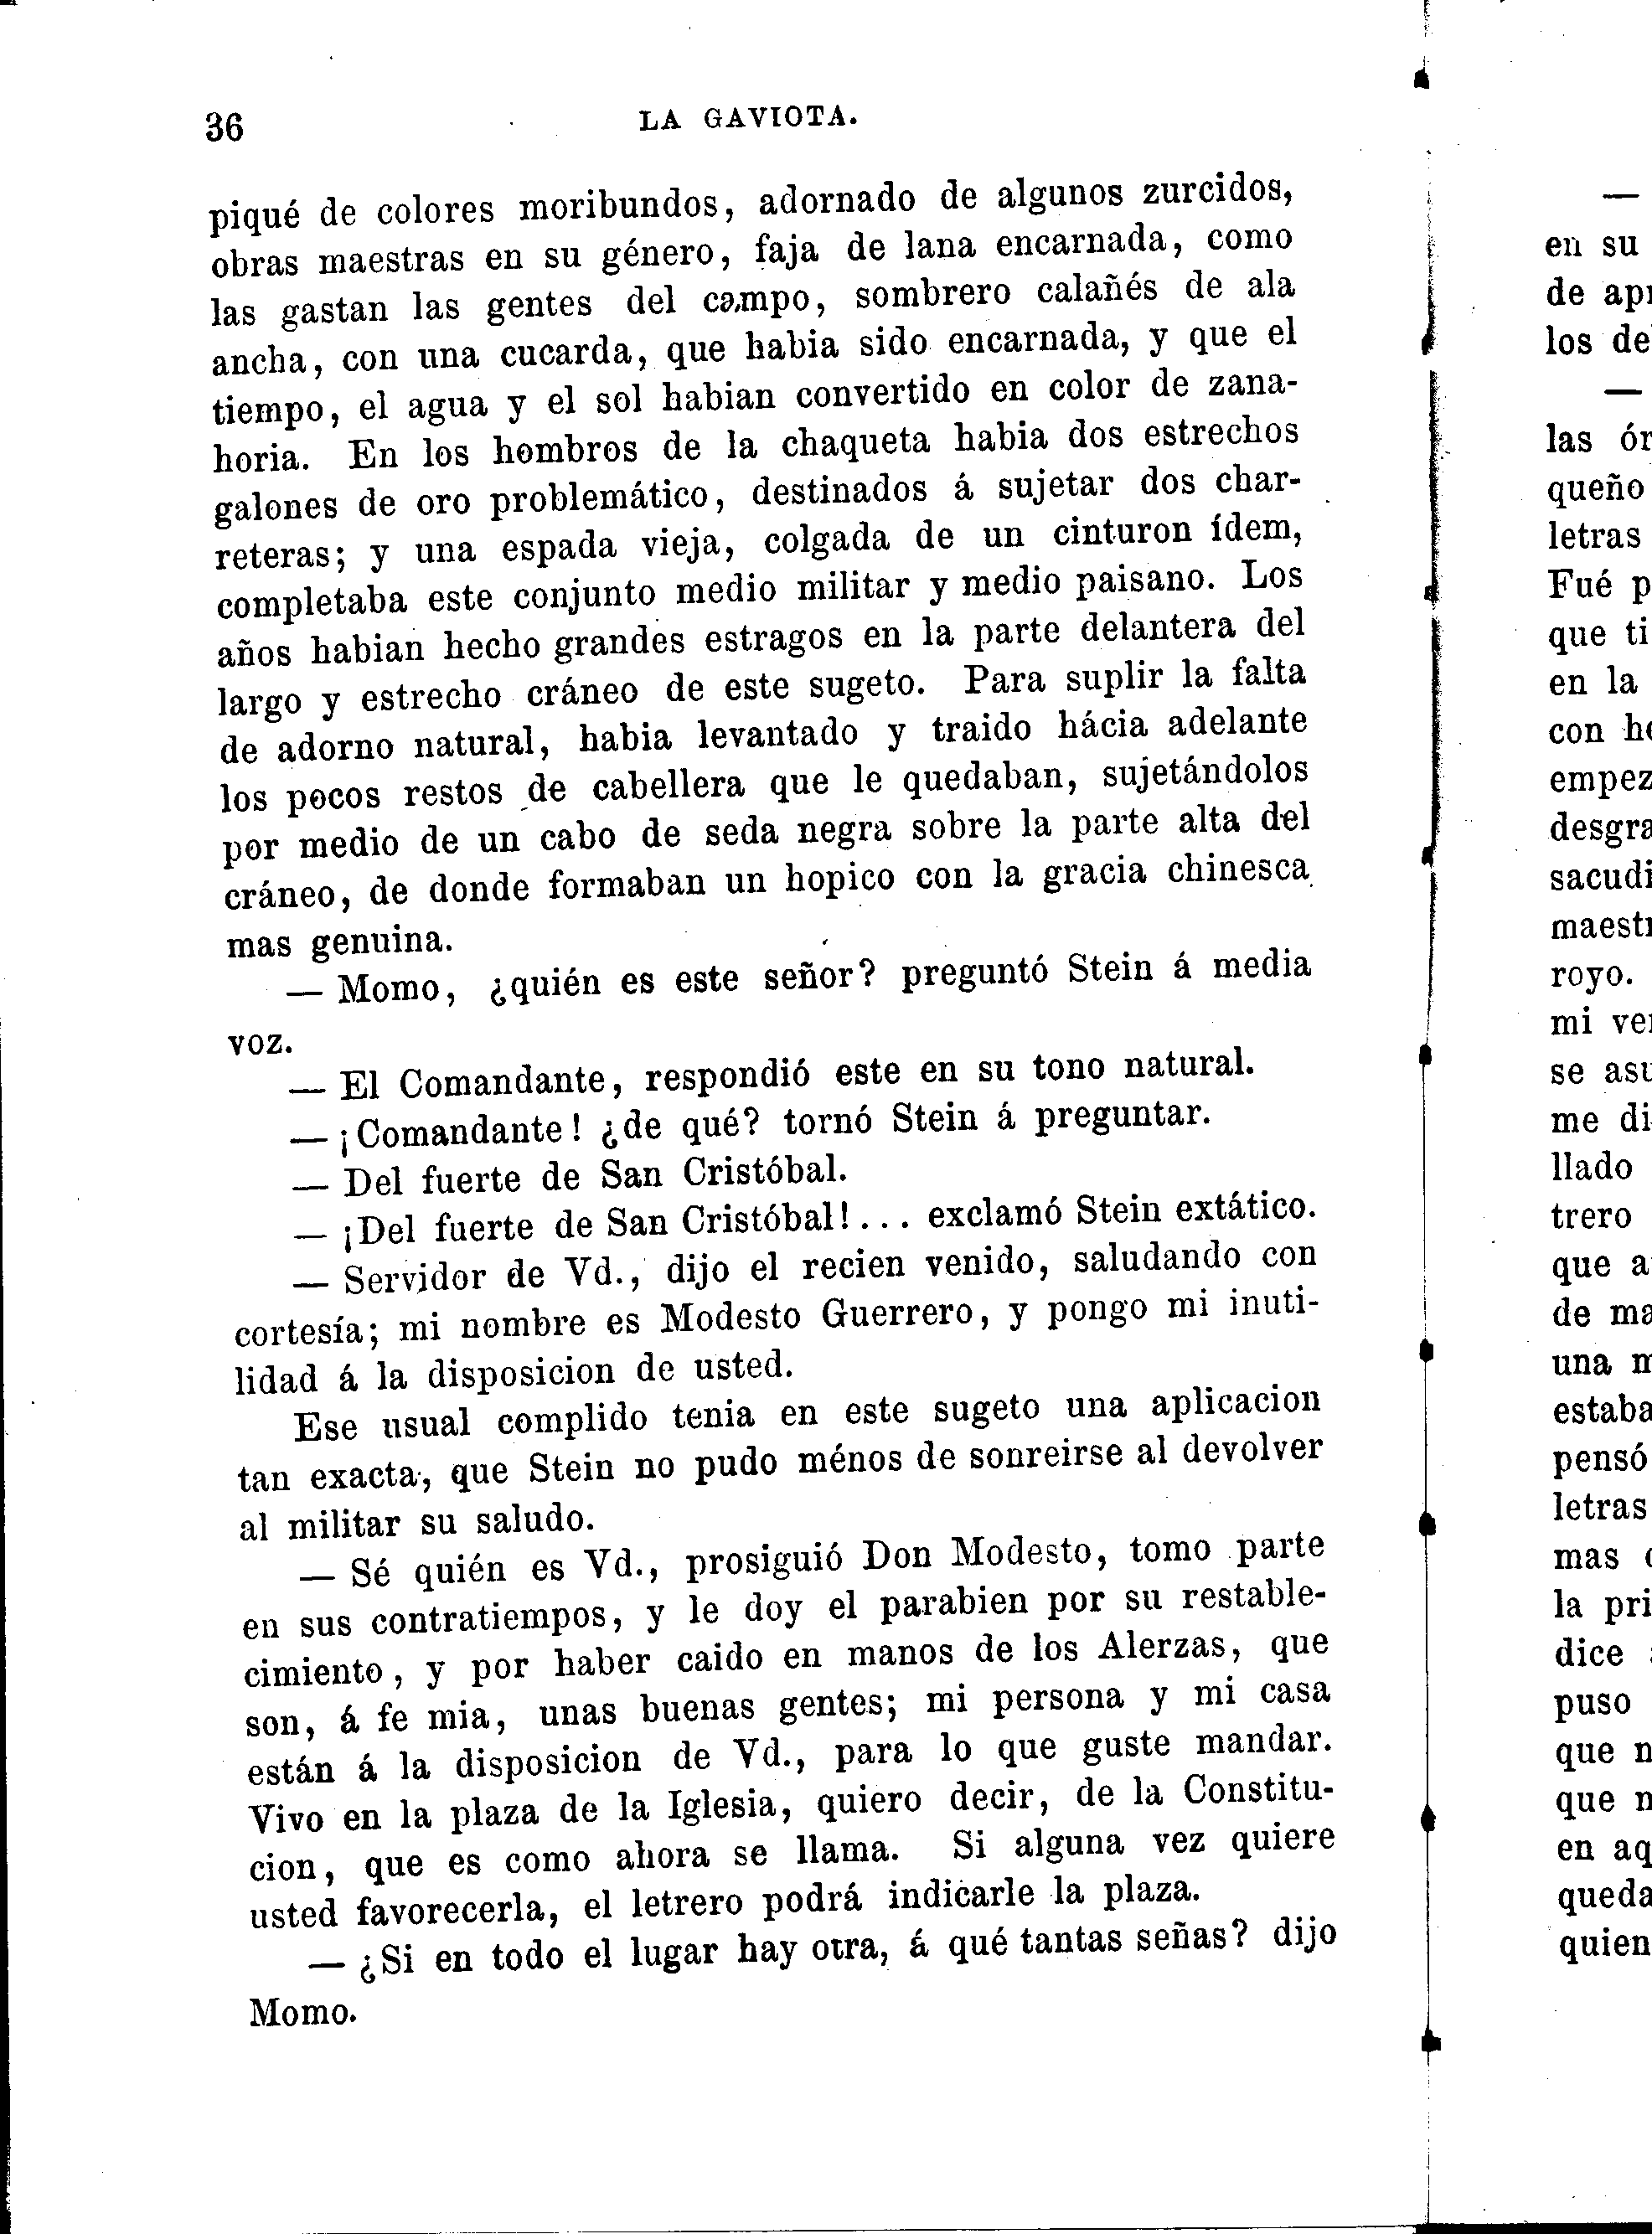 36 LA GAVIOTA.
piqué de colores moribundos, adornado de algunos zurcidos,
obras maestras en su género, faja de lana encarnada, como
las gastan las gentes del campo, sombrero calañés de ala
ancha, con una cucarda, que habia sido encarnada, y que el
tiempo, el agua y el sol habian convertido en color de zana-
horia. En los hombros de la chaqueta habia dos estrechos
galones de oro problemático, destinados á sujetar dos char-
reteras; y una espada vieja, colgada de un cinturon ídem,
completaba este conjunto medio militar y medio paisano. Los
años habian hecho grandes estragos en la parte delantera del
largo y estrecho cráneo de este sugeto. Para suplir la falta
de adorno natural, habia levantado y traido hácia adelante
los pocos restos de cabellera que le quedaban, sujetándolos
por medio de un cabo de seda negra sobre la parte alta del
cráneo, de donde formaban un hopico con la gracia chinesca
mas genuina.
— Momo, ¿quién es este señor? preguntó Stein á media
voz.
— El Comandante, respondió este en su tono natural.
— ¡Comandante! ¿de qué? tornó Stein á preguntar.
— Del fuerte de San Cristóbal.
— ¡Del fuerte de San Cristóbal!... exclamó Stein extático.
— Servidor de Vd., dijo el recien venido, saludando con
cortesía; mi nombre es Modesto Guerrero, y pongo mi inuti-
lidad á la disposicion de usted.
Ese usual complido tenia en este sugeto una aplicacion
tan exacta, que Stein no pudo ménos de sonreirse al devolver
al militar su saludo.
— Sé quién es Vd., prosiguió Don Modesto, tomo parte
en sus contratiempos, y le doy el parabien por su restable-
cimiento, y por haber caido en manos de los Alerzas, que
son, á fe mia, unas buenas gentes; mi persona y mi casa
están á la disposicion de Vd., para lo que guste mandar.
Vivo en la plaza de la Iglesia, quiero decir, de la Constitu-
cion, que es como ahora se llama. Si alguna vez quiere
usted favorecerla, el letrero podrá indicarle la plaza.
— ¿Si en todo el lugar hay otra, á qué tantas señas? dijo
Momo.
—
en su
de
los de
—
las
queño
letras
Fué
que
en la
con
sacudi
royo.
mi
se
me
llado
trero
que
de
una
estaba
pensó
letras
mas
la
dice
puso
que
que
en
queda
quien